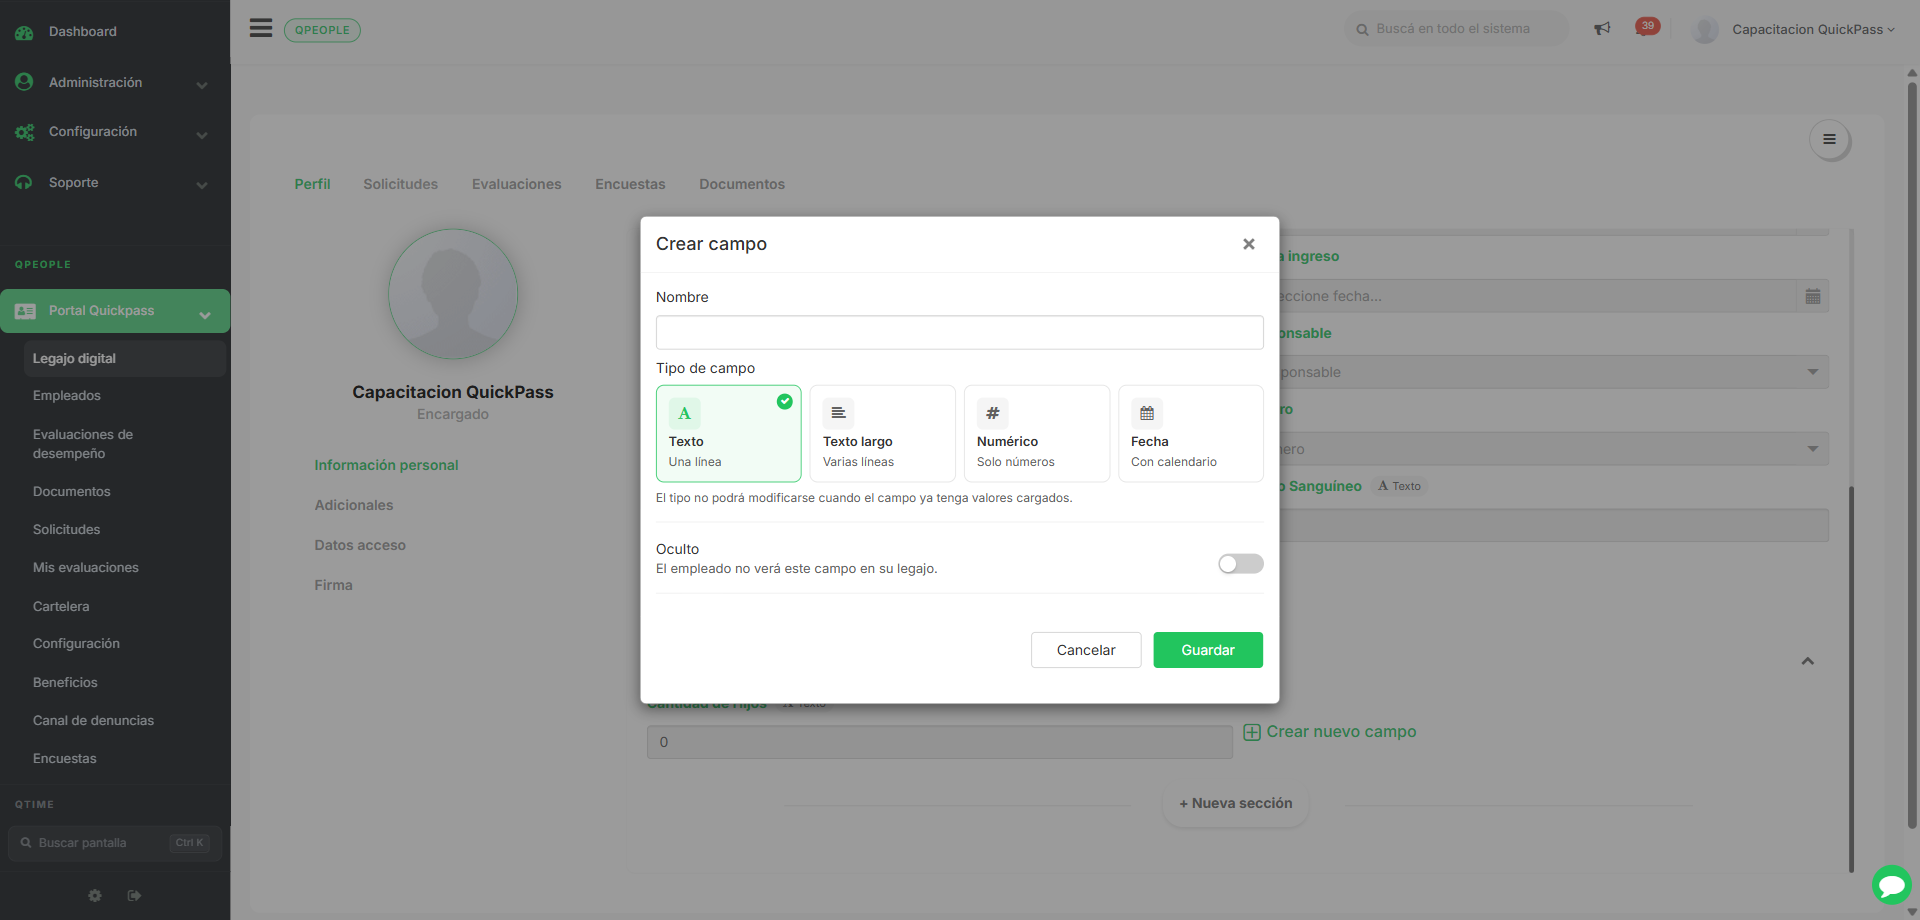 Dashboard
Administración
Configuración
Soporte
QPEOPLE
Portal Quickpass
Legajo digital
Empleados
Evaluaciones de
desempeño
Documentos
Solicitudes
Mis evaluaciones
Cartelera
Configuración
Beneficios
Canal de denuncias
Encuestas
QTIME
Buscar pantalla
Ctrl K
QPEOPLE
Buscá en todo el sistema
39
Capacitacion QuickPass
Perfil
Solicitudes
Evaluaciones
Encuestas
Documentos
Capacitacion QuickPass
Encargado
Información personal
Adicionales
Datos acceso
Firma
Crear campo
Nombre
Tipo de campo
A
Texto
Una línea
Texto largo
Varias líneas
#
Numérico
Solo números
Fecha
Con calendario
El tipo no podrá modificarse cuando el campo ya tenga valores cargados.
Oculto
El empleado no verá este campo en su legajo.
Cancelar
Guardar
ingreso
fecha...
Sanguíneo
A Texto
Cantidad de Hijos
Texto
0
Crear nuevo campo
+ Nueva sección